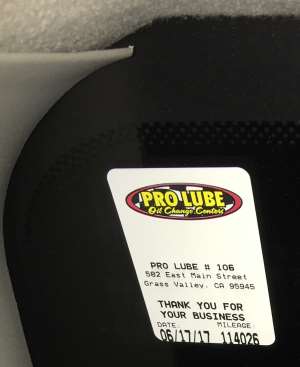 PRO LUBE
Oil Change Centers
PRO LUBE # 106
582 East Main Street
Grass Valley, CA 95945
THANK YOU FOR
YOUR BUSINESS
DATE: MILEAGE:
06/17/17 114026